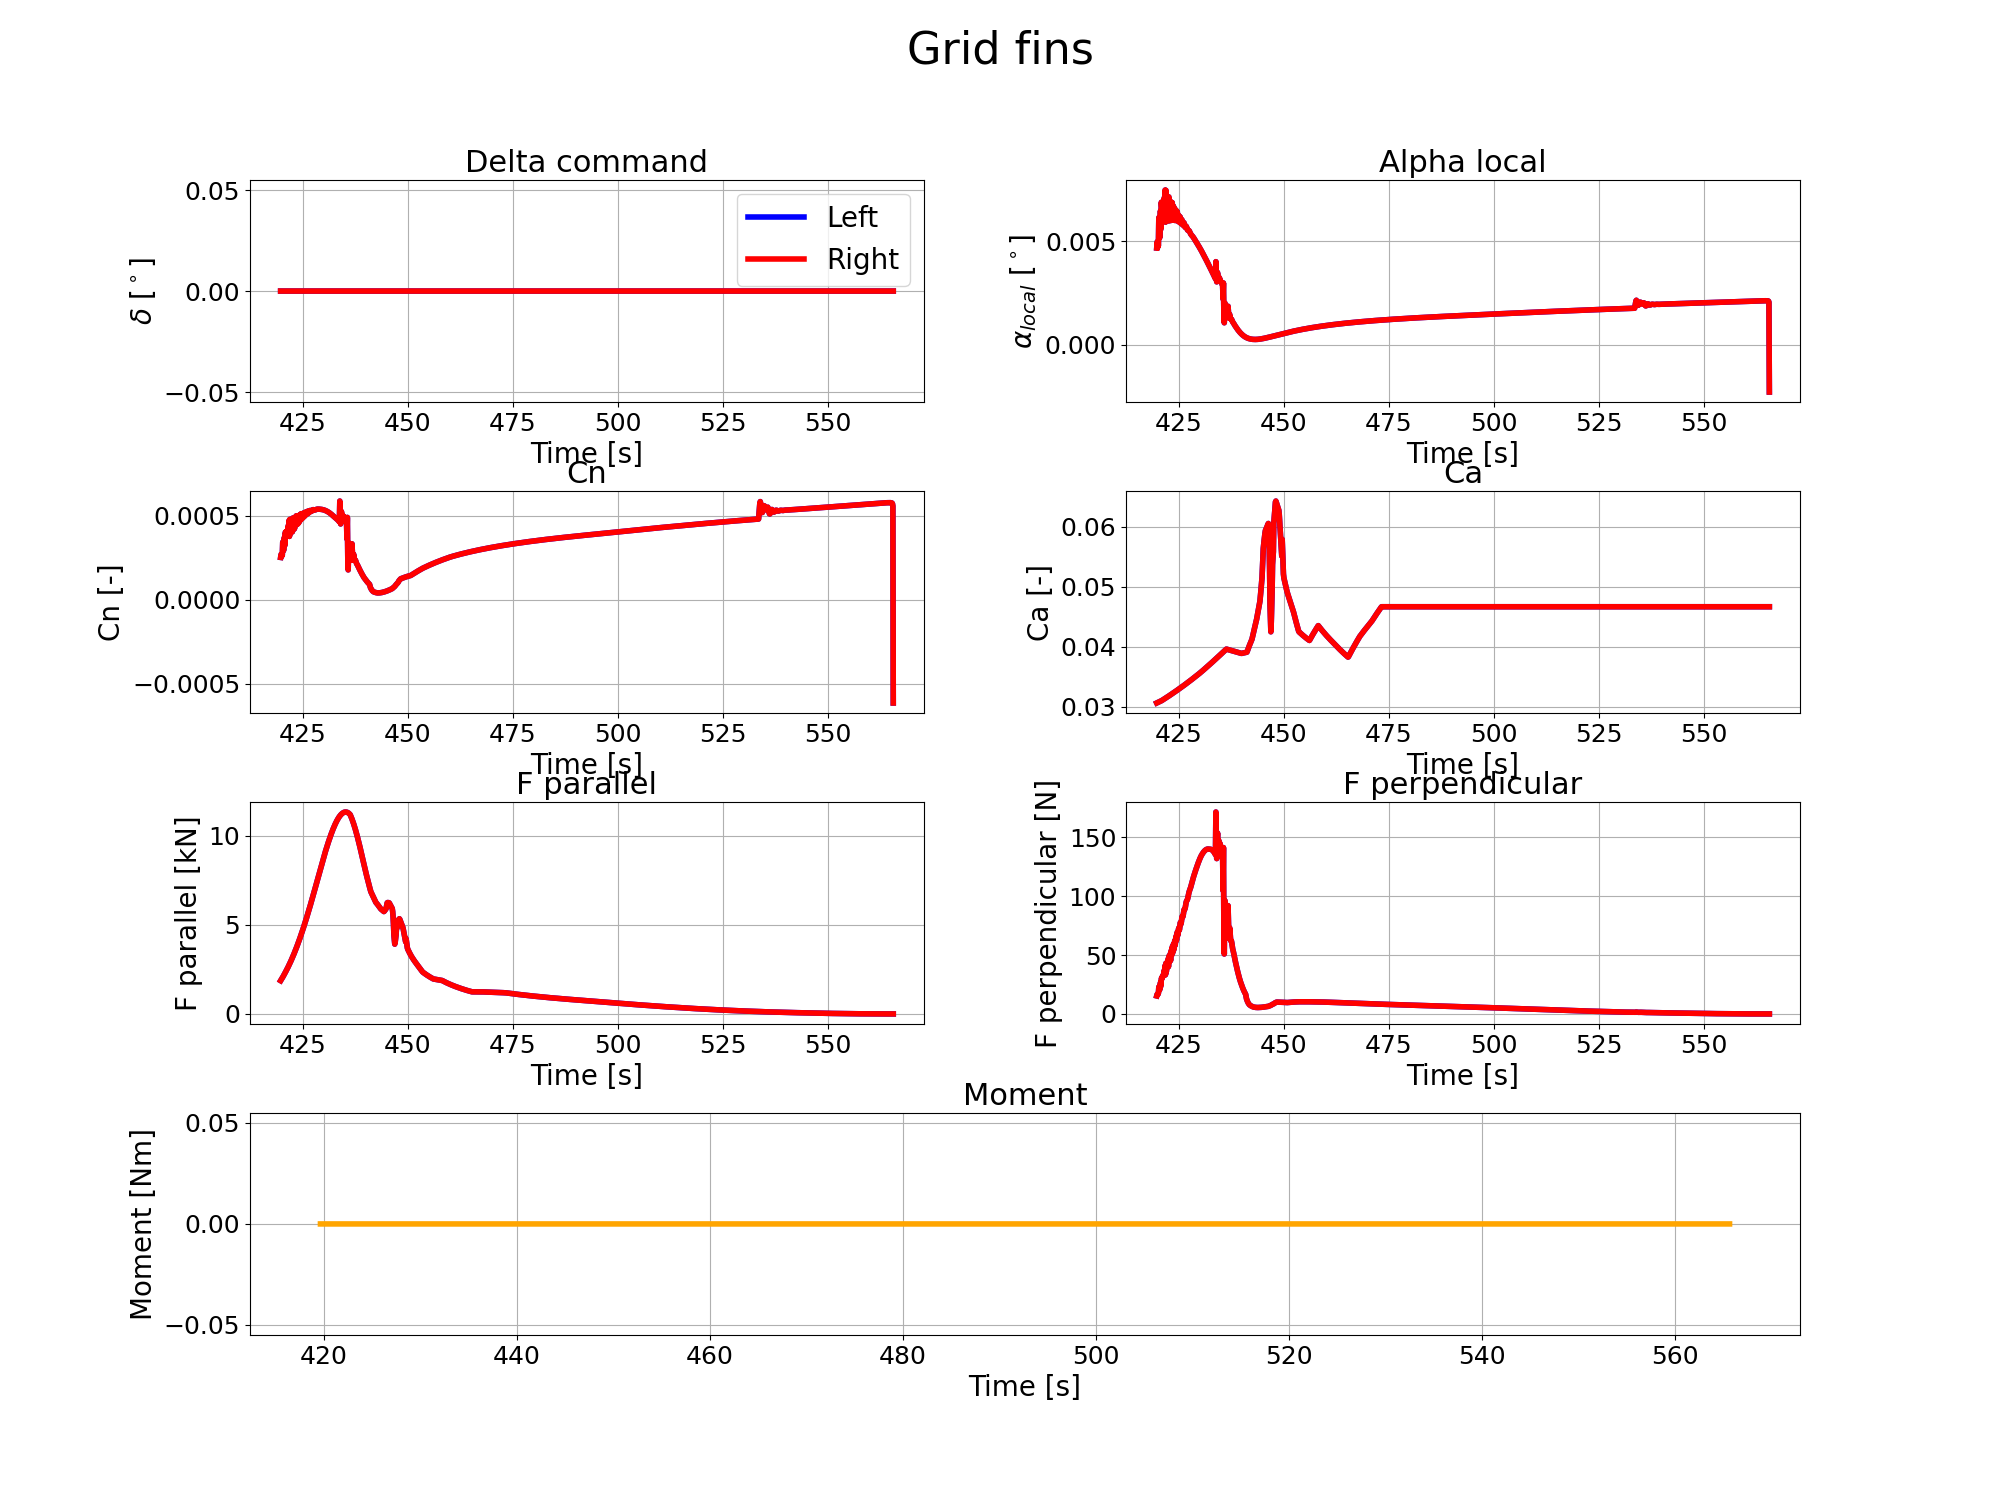 Grid fins
Delta command
δ [°]
0.05
0.00
−0.05
Left
Right
425 450 475 500 525 550
Time [s]
Alpha local
α_local [°]
0.005
0.000
425 450 475 500 525 550
Time [s]
Cn
Cn [-]
0.0005
0.0000
−0.0005
425 450 475 500 525 550
Time [s]
Ca
Ca [-]
0.06
0.05
0.04
0.03
425 450 475 500 525 550
Time [s]
F parallel
F parallel [kN]
10
5
0
425 450 475 500 525 550
Time [s]
F perpendicular
F perpendicular [N]
150
100
50
0
425 450 475 500 525 550
Time [s]
Moment
Moment [Nm]
0.05
0.00
−0.05
420 440 460 480 500 520 540 560
Time [s]